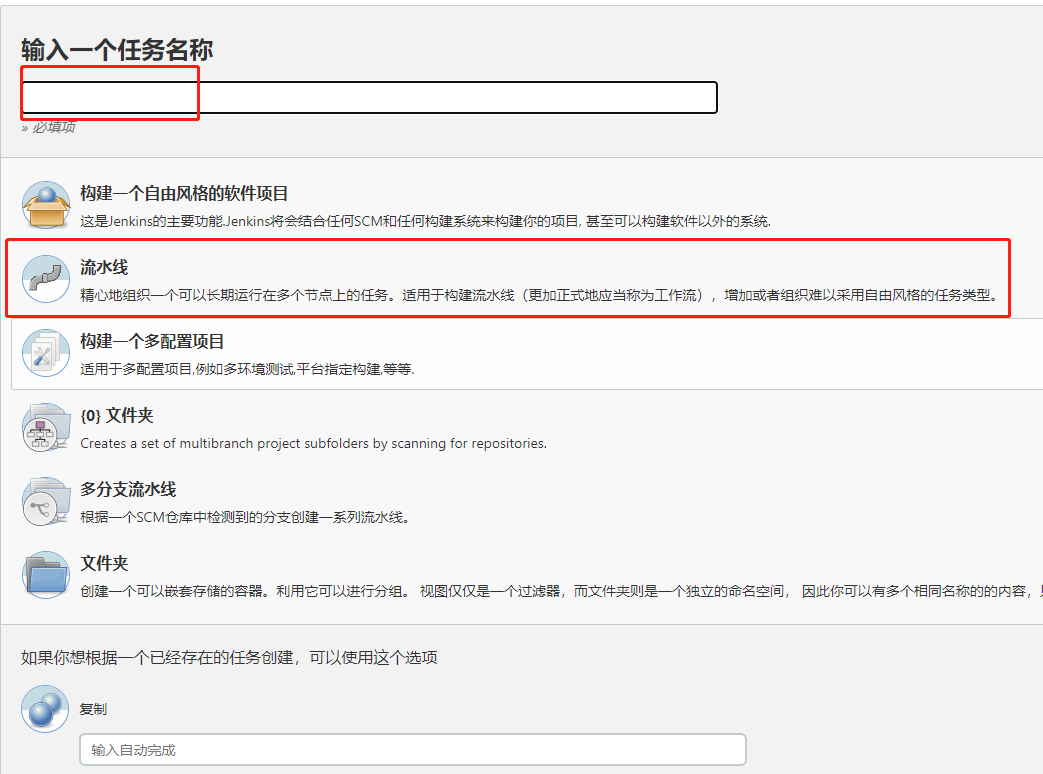 输入一个任务名称
» 必填项
构建一个自由风格的软件项目
这是Jenkins的主要功能.Jenkins将会结合任何SCM和任何构建系统来构建你的项目, 甚至可以构建软件以外的系统.
流水线
精心地组织一个可以长期运行在多个节点上的任务。适用于构建流水线（更加正式地应当称为工作流），增加或者组织难以采用自由风格的任务类型。
构建一个多配置项目
适用于多配置项目,例如多环境测试,平台指定构建,等等.
{0} 文件夹
Creates a set of multibranch project subfolders by scanning for repositories.
多分支流水线
根据一个SCM仓库中检测到的分支创建一系列流水线。
文件夹
创建一个可以嵌套存储的容器。利用它可以进行分组。 视图仅仅是一个过滤器，而文件夹则是一个独立的命名空间， 因此你可以有多个相同名称的的内容，
如果你想根据一个已经存在的任务创建，可以使用这个选项
复制
输入自动完成